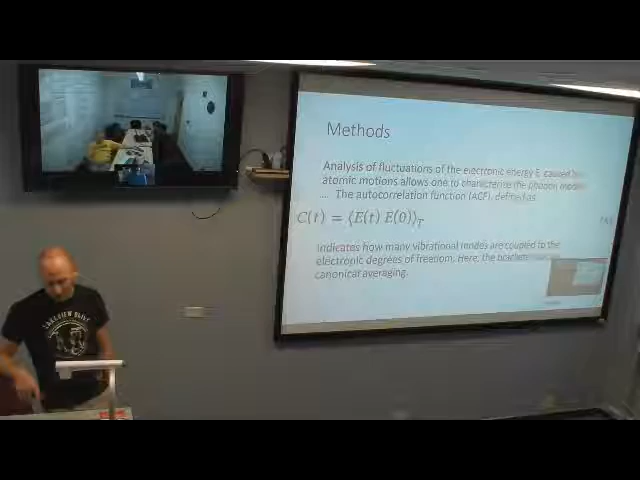 Methods
Analysis of fluctuations of the electronic energy E, caused by
atomic motions allows one to characterize the phonon modes
... The autocorrelation function (ACF), defined as
C(t) = ⟨E(t) E(0)⟩_T
Indicates how many vibrational modes are coupled to the
electronic degrees of freedom. Here, the brackets
canonical averaging.